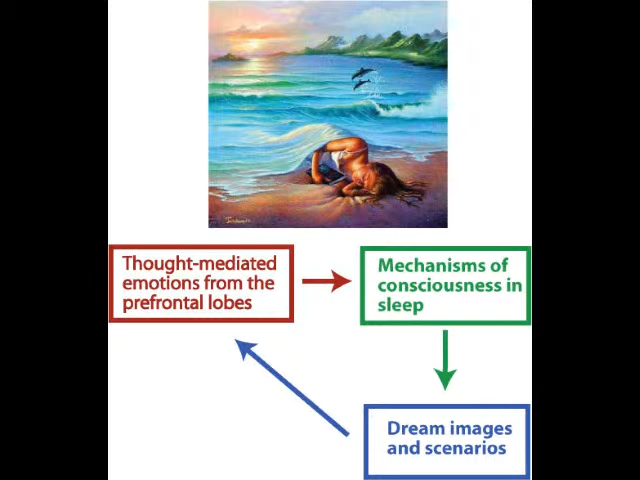 Thought-mediated
emotions from the
prefrontal lobes
Mechanisms of
consciousness in
sleep
Dream images
and scenarios